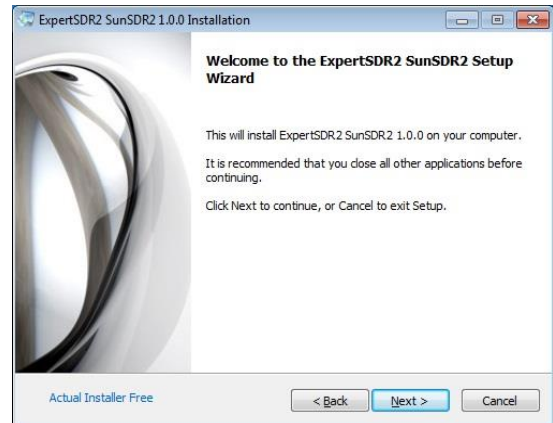 ExpertSDR2 SunSDR2 1.0.0 Installation
Welcome to the ExpertSDR2 SunSDR2 Setup
Wizard
This will install ExpertSDR2 SunSDR2 1.0.0 on your computer.
It is recommended that you close all other applications before
continuing.
Click Next to continue, or Cancel to exit Setup.
Actual Installer Free
< Back
Next >
Cancel